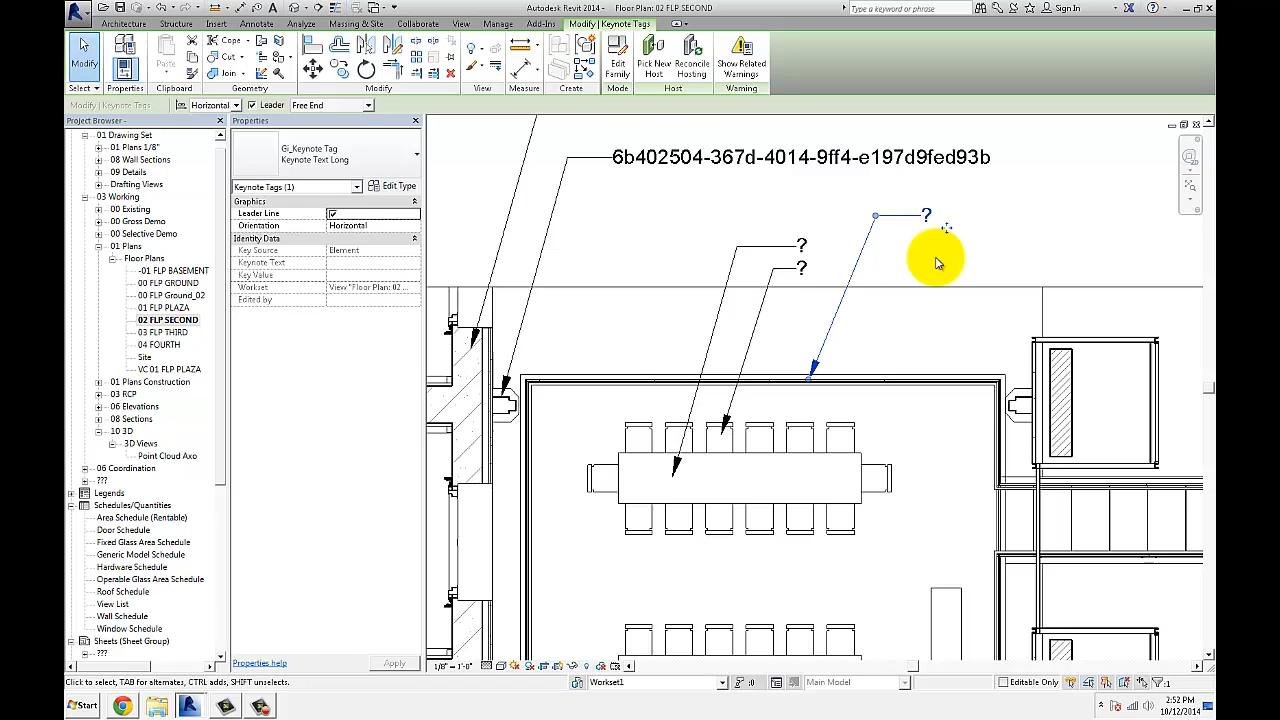 Autodesk Revit 2014 - Floor Plan: 02 FLP SECOND
Type a keyword or phrase
Sign In
Architecture Structure Insert Annotate Analyze Massing & Site Collaborate View Manage Add-Ins Modify | Keynote Tags
Modify
Properties
Paste
Cope
Cut
Join
Edit Family
Pick New Host
Reconcile Hosting
Show Related Warnings
Select Properties Clipboard Geometry Modify View Measure Create Mode Host Warning
Modify | Keynote Tags
Horizontal
Leader
Free End
Project Browser -
01 Drawing Set
01 Plans 1/8"
08 Wall Sections
09 Details
Drafting Views
03 Working
00 Existing
00 Gross Demo
00 Selective Demo
01 Plans
Floor Plans
-01 FLP BASEMENT
00 FLP GROUND
00 FLP Ground_02
01 FLP PLAZA
02 FLP SECOND
03 FLP THIRD
04 FOURTH
Site
VC 01 FLP PLAZA
01 Plans Construction
03 RCP
06 Elevations
08 Sections
10 3D
3D Views
Point Cloud Axo
06 Coordination
???
Legends
Schedules/Quantities
Area Schedule (Rentable)
Door Schedule
Fixed Glass Area Schedule
Generic Model Schedule
Hardware Schedule
Operable Glass Area Schedule
Roof Schedule
View List
Wall Schedule
Window Schedule
Sheets (Sheet Group)
???
Properties
Gi_Keynote Tag
Keynote Text Long
Keynote Tags (1)
Edit Type
Graphics
Leader Line
Orientation Horizontal
Identity Data
Key Source Element
Keynote Text
Key Value
Workset View "Floor Plan: 02 ...
Edited by
Properties help
Apply
6b402504-367d-4014-9ff4-e197d9fed93b
?
?
?
1/8" = 1'-0"
Click to select, TAB for alternates, CTRL adds, SHIFT unselects.
Workset1
:0
Main Model
Editable Only
:1
Start
2:52 PM
10/12/2014